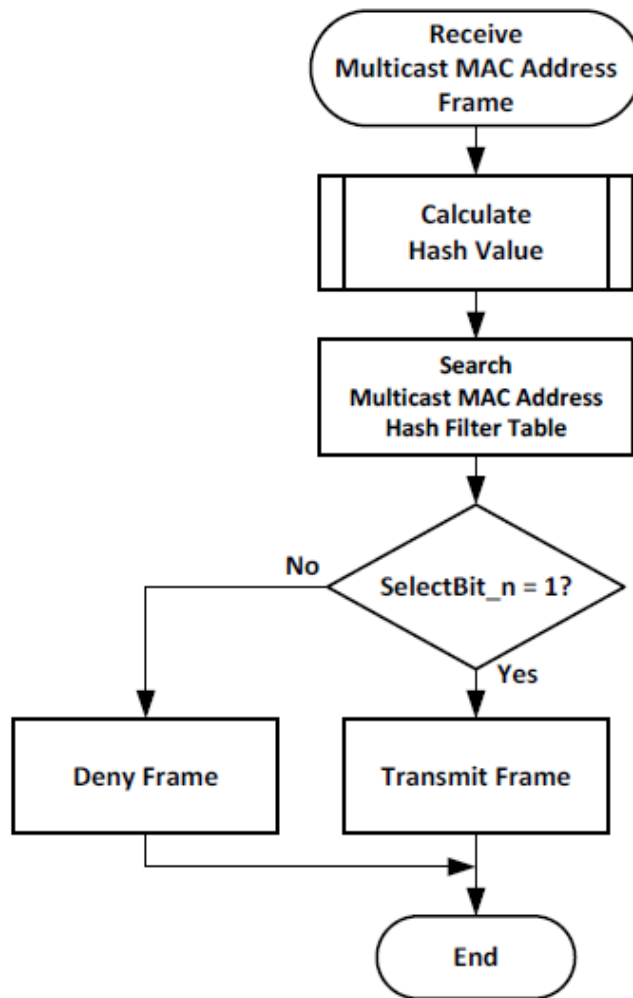 Receive
Multicast MAC Address
Frame
Calculate
Hash Value
Search
Multicast MAC Address
Hash Filter Table
No
SelectBit_n = 1?
Yes
Deny Frame
Transmit Frame
End